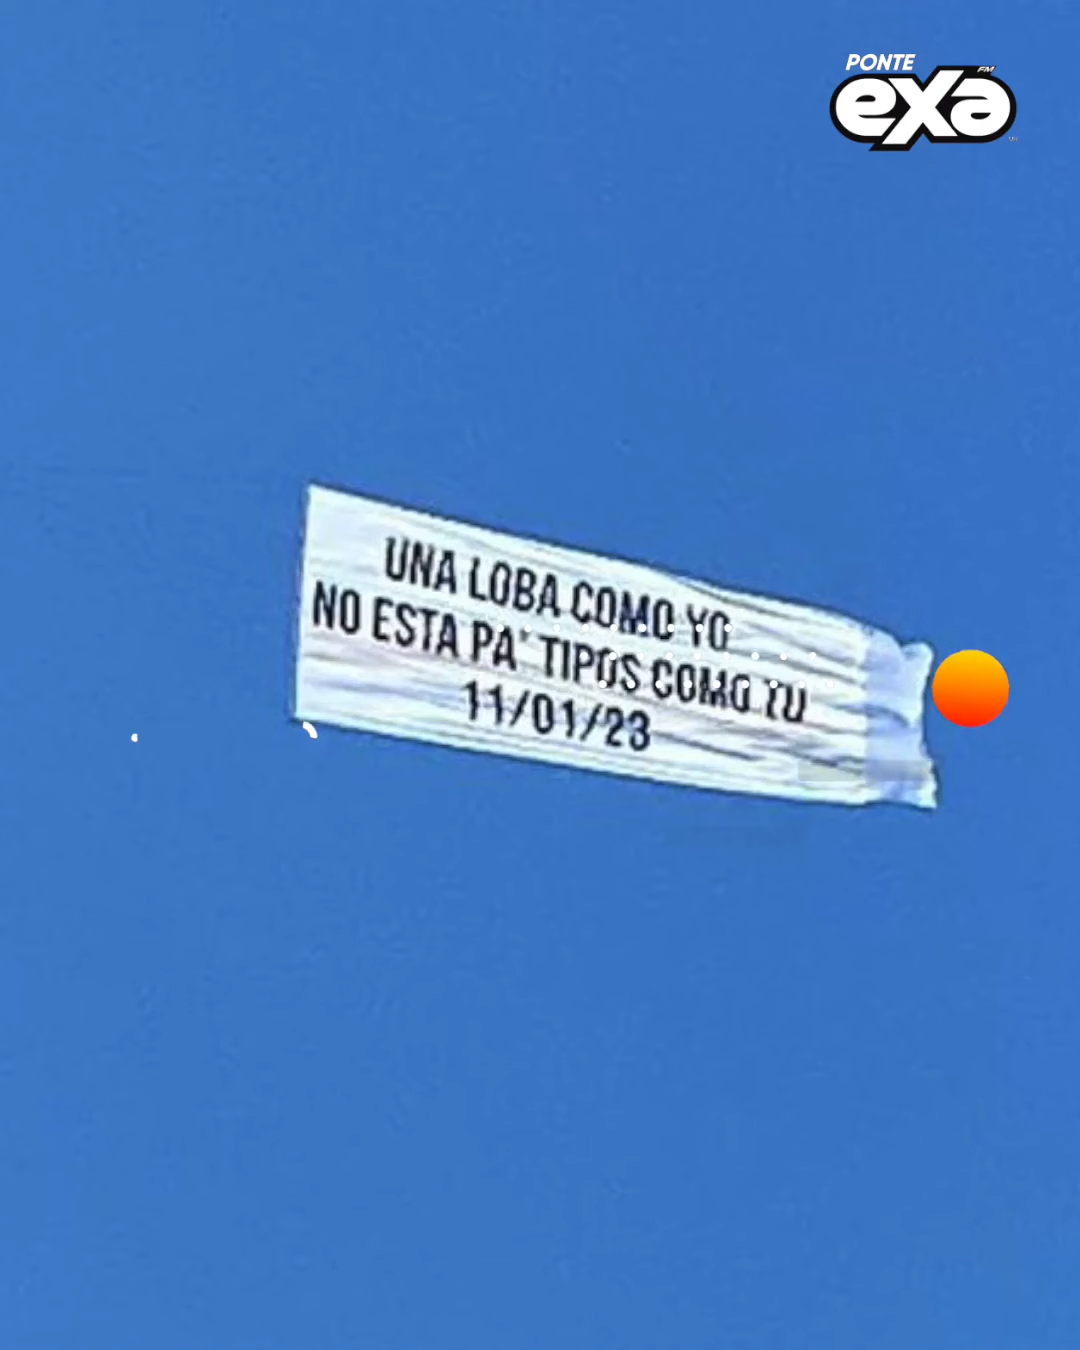 PONTE
exa FM
UNA LOBA COMO YO
NO ESTA PA' TIPOS COMO TU
11/01/23